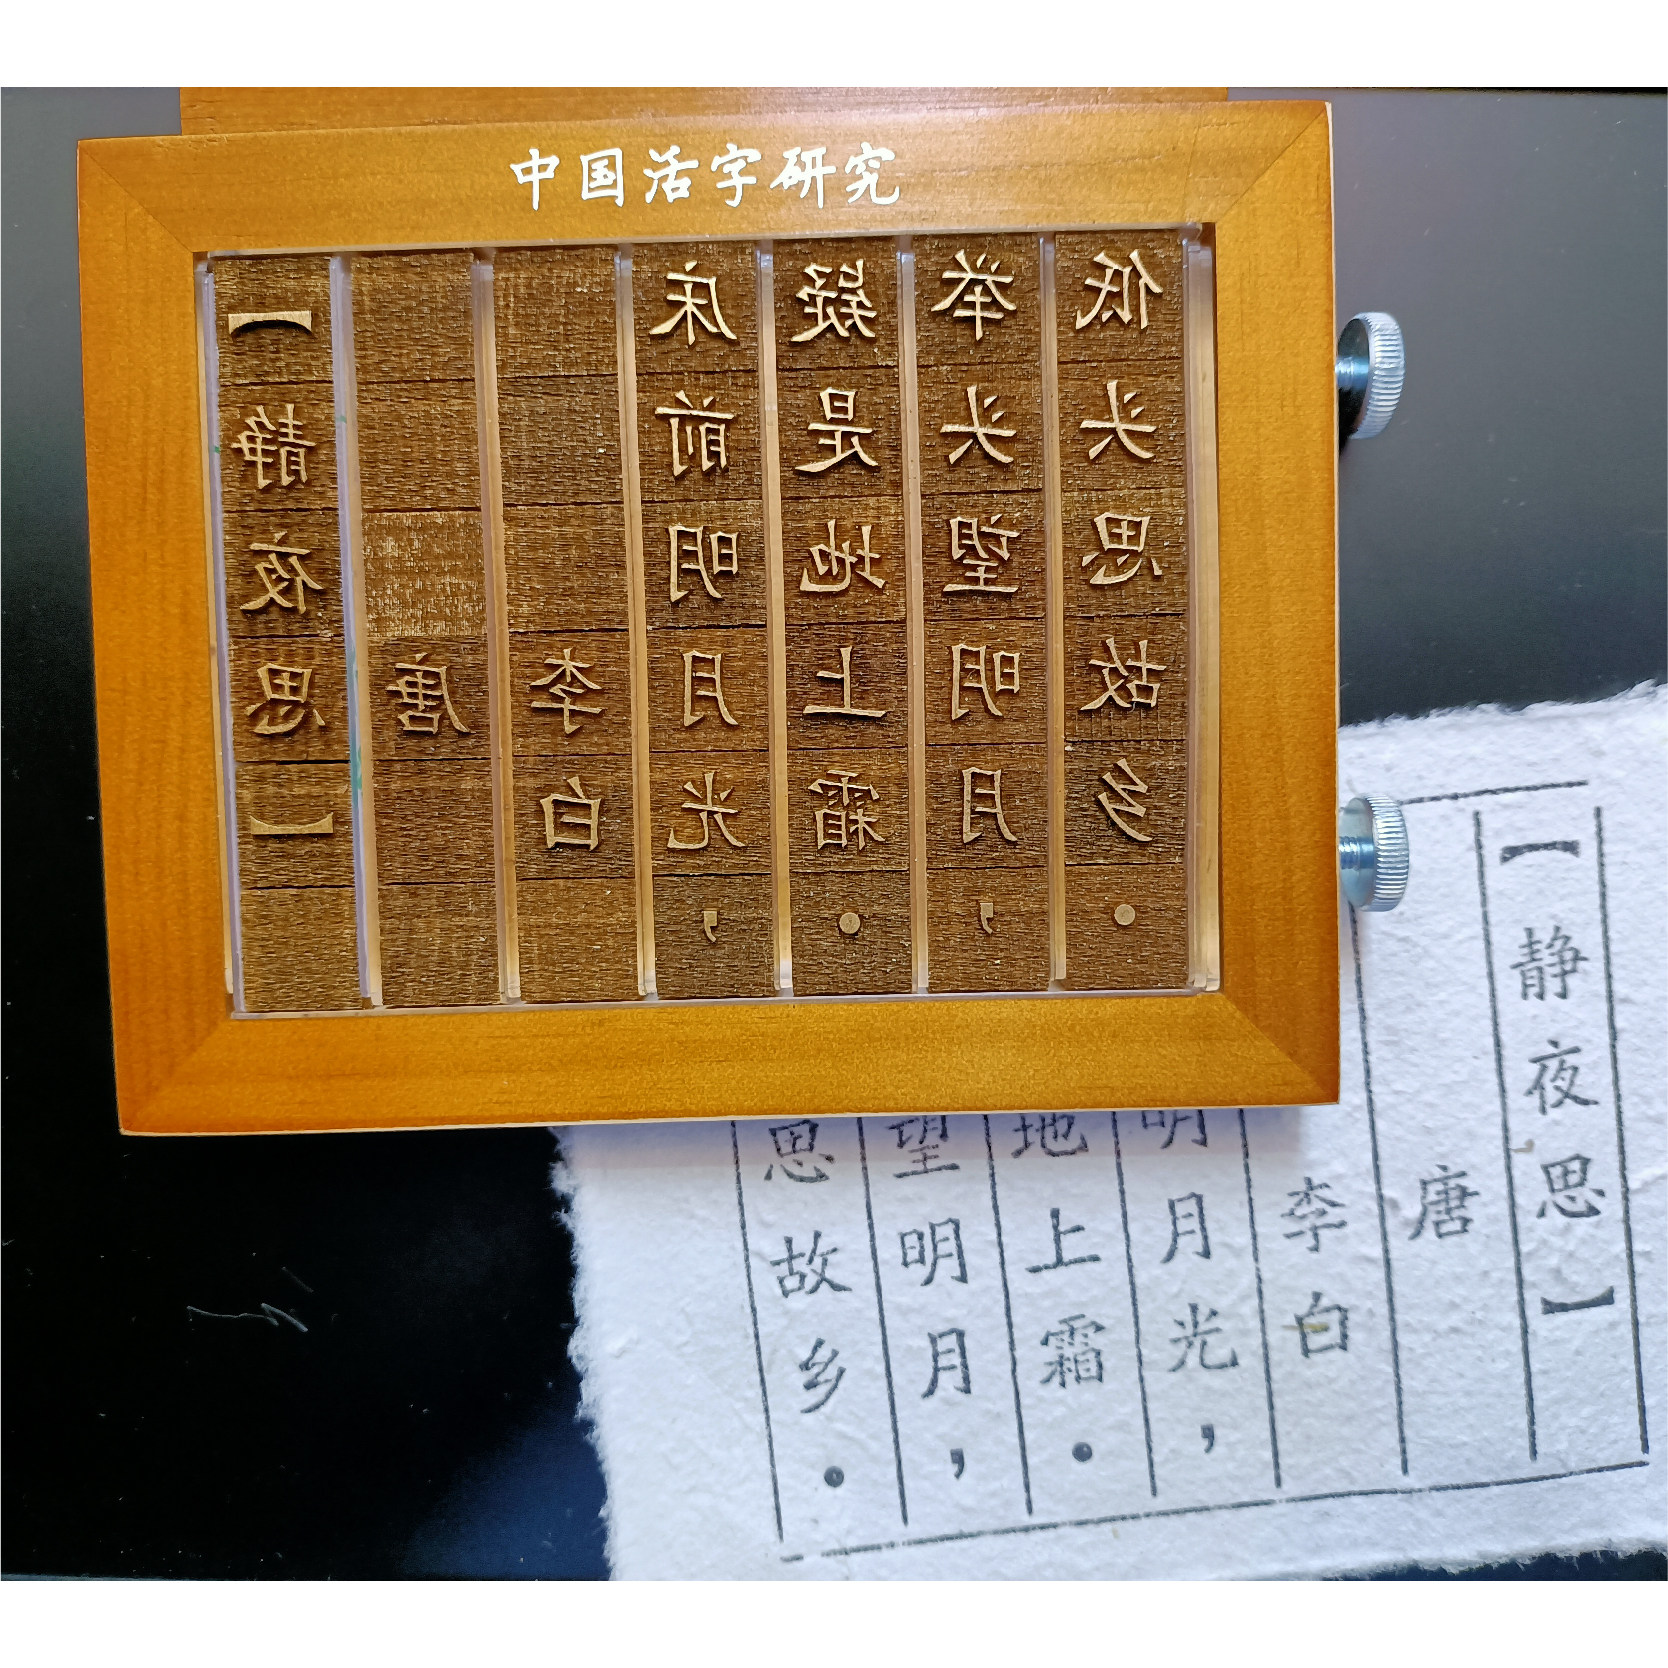 中国活字研究
【静夜思】
唐
李白
床前明月光，
疑是地上霜.
举头望明月，
低头思故乡.
【静夜思】
唐
李白
明月光，
地上霜.
望明月，
思故乡.